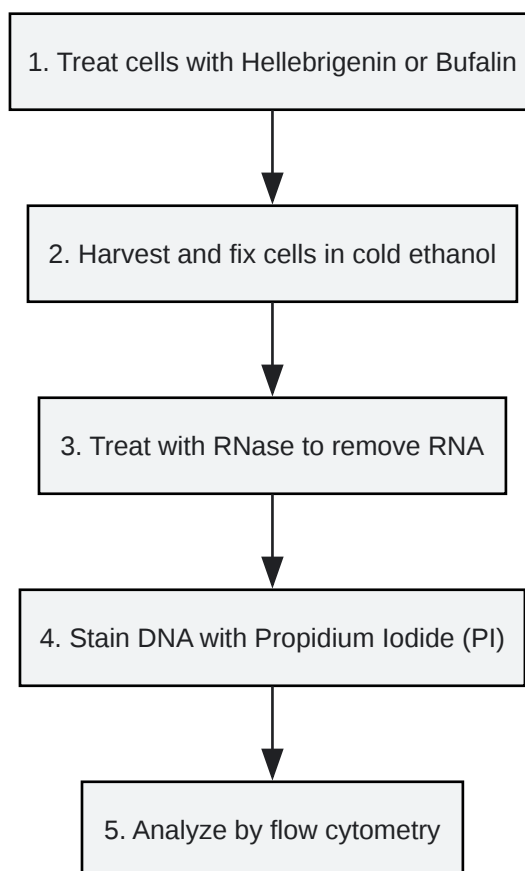 1. Treat cells with Hellebrigenin or Bufalin
2. Harvest and fix cells in cold ethanol
3. Treat with RNase to remove RNA
4. Stain DNA with Propidium Iodide (PI)
5. Analyze by flow cytometry